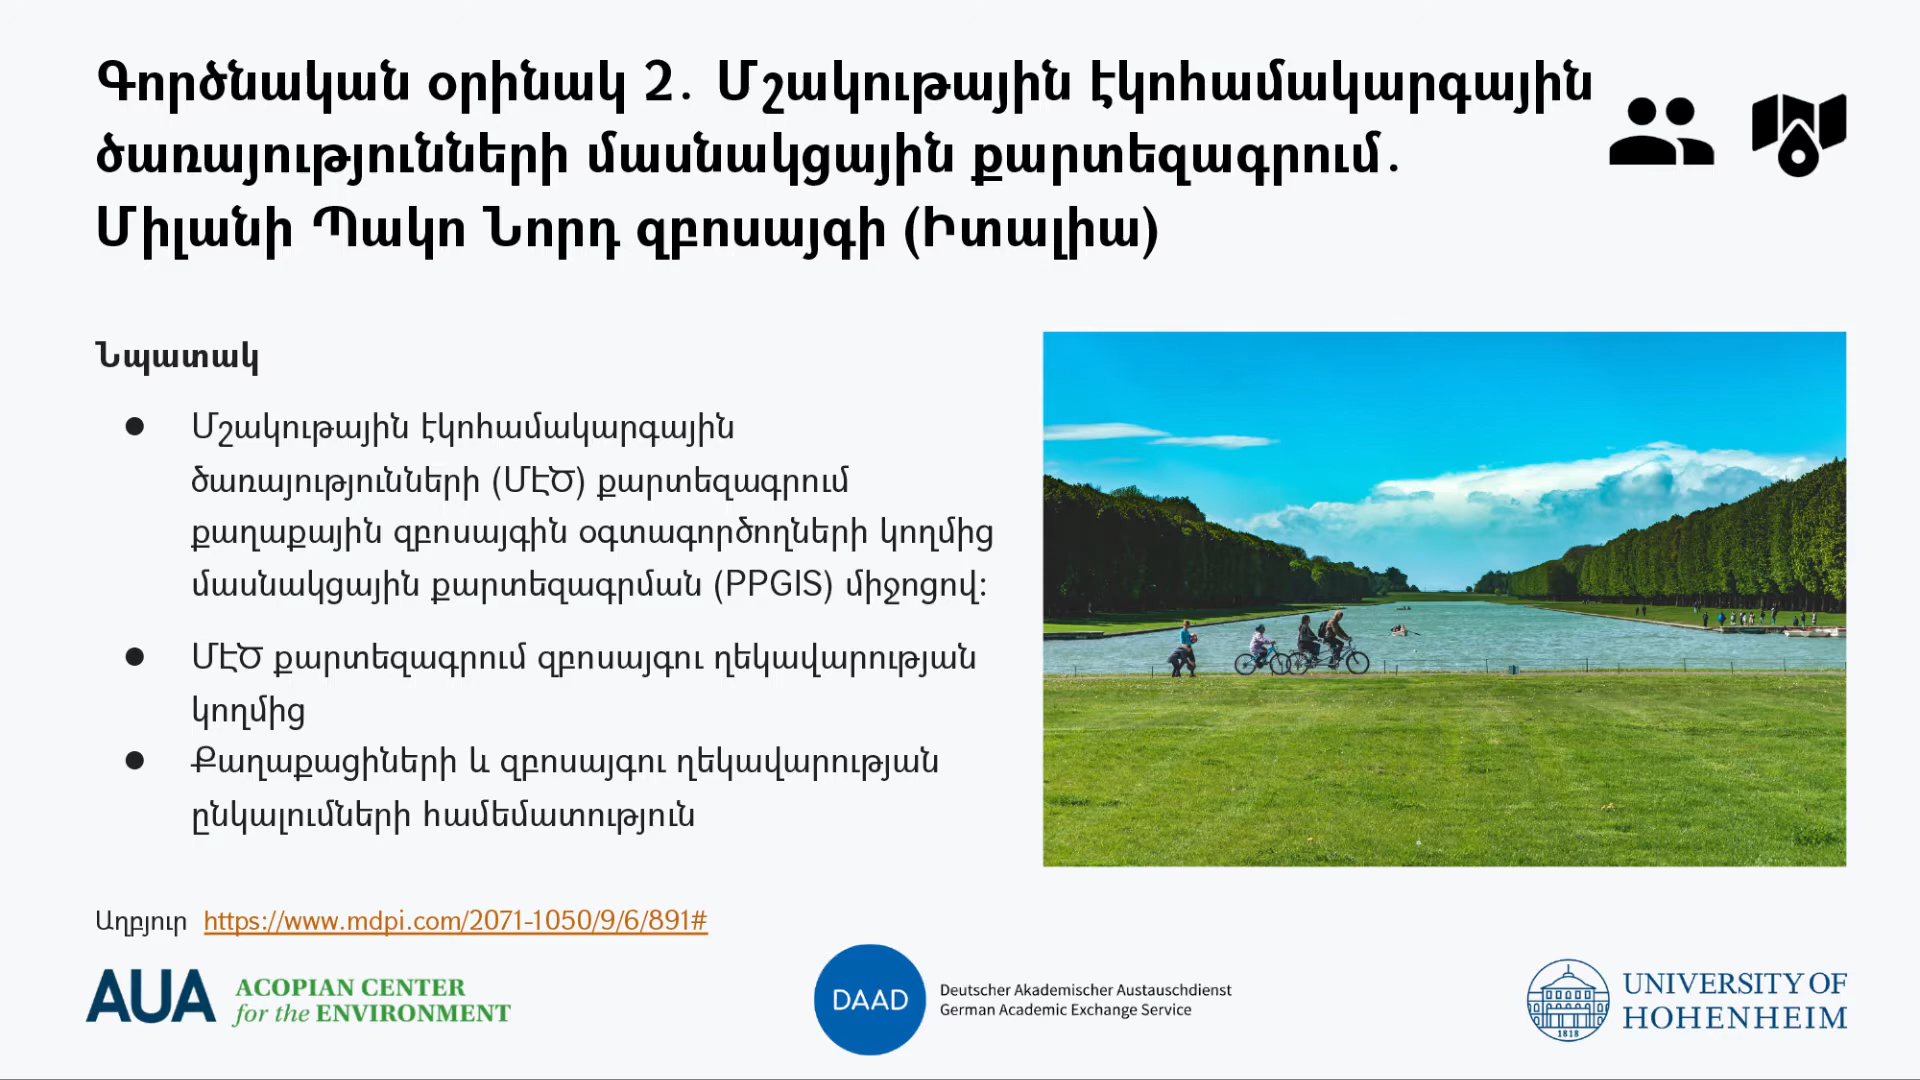 Գործնական օրինակ 2. Մշակութային էկոհամակարգային
ծառայությունների մասնակցային քարտեզագրում.
Միլանի Պակո Նորդ զբոսայգի (Իտալիա)
Նպատակ
● Մշակութային էկոհամակարգային
ծառայությունների (ՄԷԾ) քարտեզագրում
քաղաքային զբոսայգին օգտագործողների կողմից
մասնակցային քարտեզագրման (PPGIS) միջոցով:
● ՄԷԾ քարտեզագրում զբոսայգու ղեկավարության
կողմից
● Քաղաքացիների և զբոսայգու ղեկավարության
ընկալումների համեմատություն
Աղբյուր https://www.mdpi.com/2071-1050/9/6/891#
AUA ACOPIAN CENTER
for the ENVIRONMENT
DAAD Deutscher Akademischer Austauschdienst
German Academic Exchange Service
1818
UNIVERSITY OF
HOHENHEIM